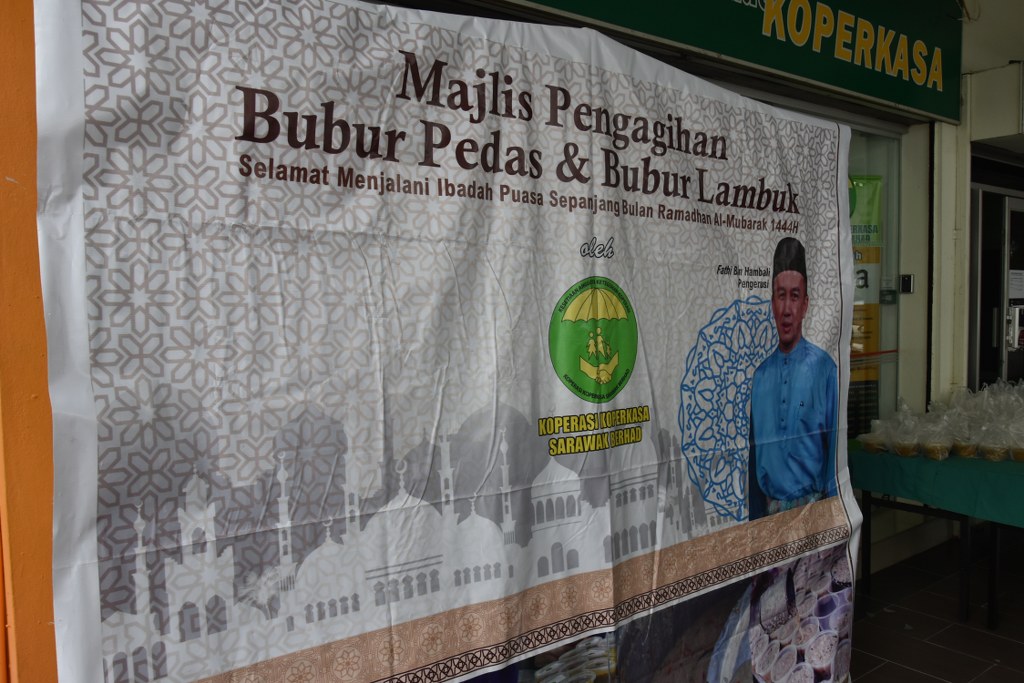 KOPERKASA
Majlis Pengagihan
Bubur Pedas & Bubur Lambuk
Selamat Menjalani Ibadah Puasa Sepanjang Bulan Ramadhan Al-Mubarak 1444H
oleh
Fathi Bin Hambali
Pengerusi
KOPERASI KOPERKASA
SARAWAK BERHAD